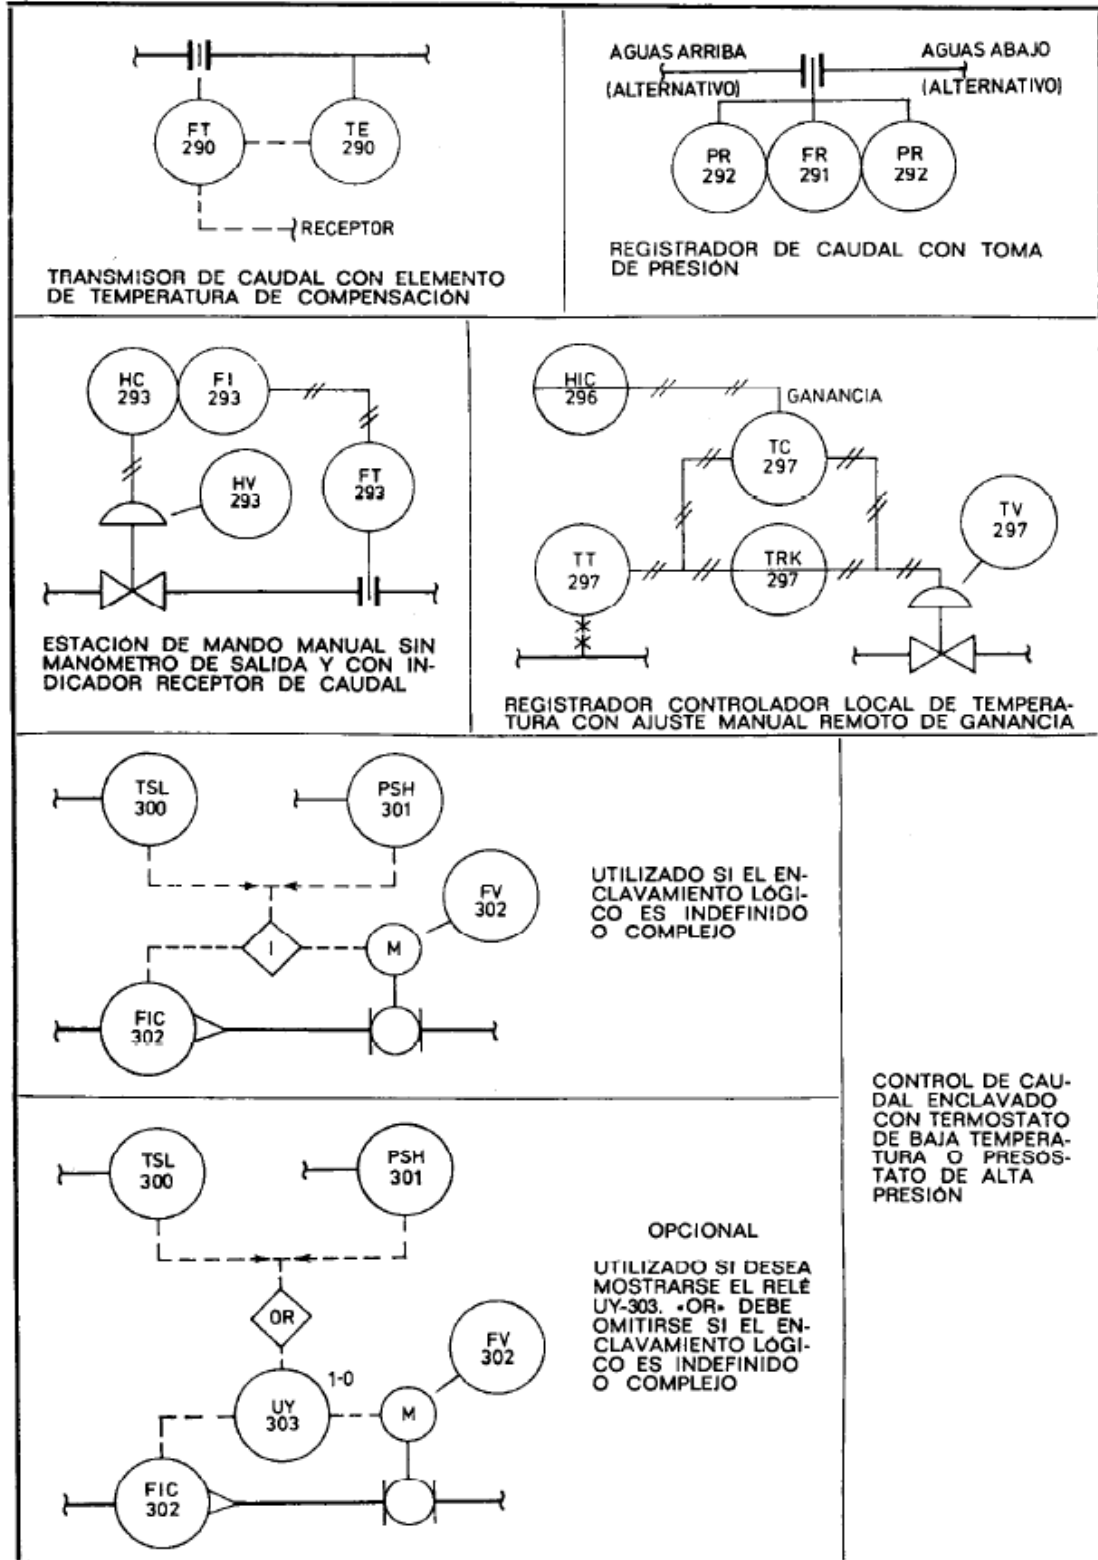 FT
290
TE
290
RECEPTOR
TRANSMISOR DE CAUDAL CON ELEMENTO
DE TEMPERATURA DE COMPENSACIÓN
AGUAS ARRIBA
(ALTERNATIVO)
AGUAS ABAJO
(ALTERNATIVO)
PR
292
FR
291
PR
292
REGISTRADOR DE CAUDAL CON TOMA
DE PRESIÓN
HC
293
FI
293
HV
293
FT
293
ESTACIÓN DE MANDO MANUAL SIN
MANÓMETRO DE SALIDA Y CON IN-
DICADOR RECEPTOR DE CAUDAL
HIC
296
GANANCIA
TC
297
TV
297
TT
297
TRK
297
REGISTRADOR CONTROLADOR LOCAL DE TEMPERA-
TURA CON AJUSTE MANUAL REMOTO DE GANANCIA
TSL
300
PSH
301
FV
302
I
M
FIC
302
UTILIZADO SI EL EN-
CLAVAMIENTO LÓGI-
CO ES INDEFINIDO
O COMPLEJO
TSL
300
PSH
301
OR
FV
302
1-0
UY
303
M
FIC
302
OPCIONAL
UTILIZADO SI DESEA
MOSTRARSE EL RELÉ
UY-303. «OR» DEBE
OMITIRSE SI EL EN-
CLAVAMIENTO LÓGI-
CO ES INDEFINIDO
O COMPLEJO
CONTROL DE CAU-
DAL ENCLAVADO
CON TERMOSTATO
DE BAJA TEMPERA-
TURA O PRESOS-
TATO DE ALTA
PRESIÓN